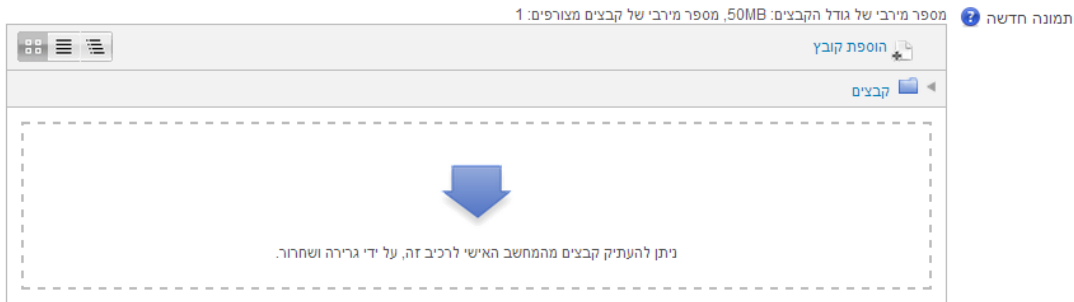 תמונה חדשה
מספר מירבי של גודל הקבצים: 50MB, מספר מירבי של קבצים מצורפים: 1
הוספת קובץ
קבצים
ניתן להעתיק קבצים מהמחשב האישי לרכיב זה, על ידי גרירה ושחרור.